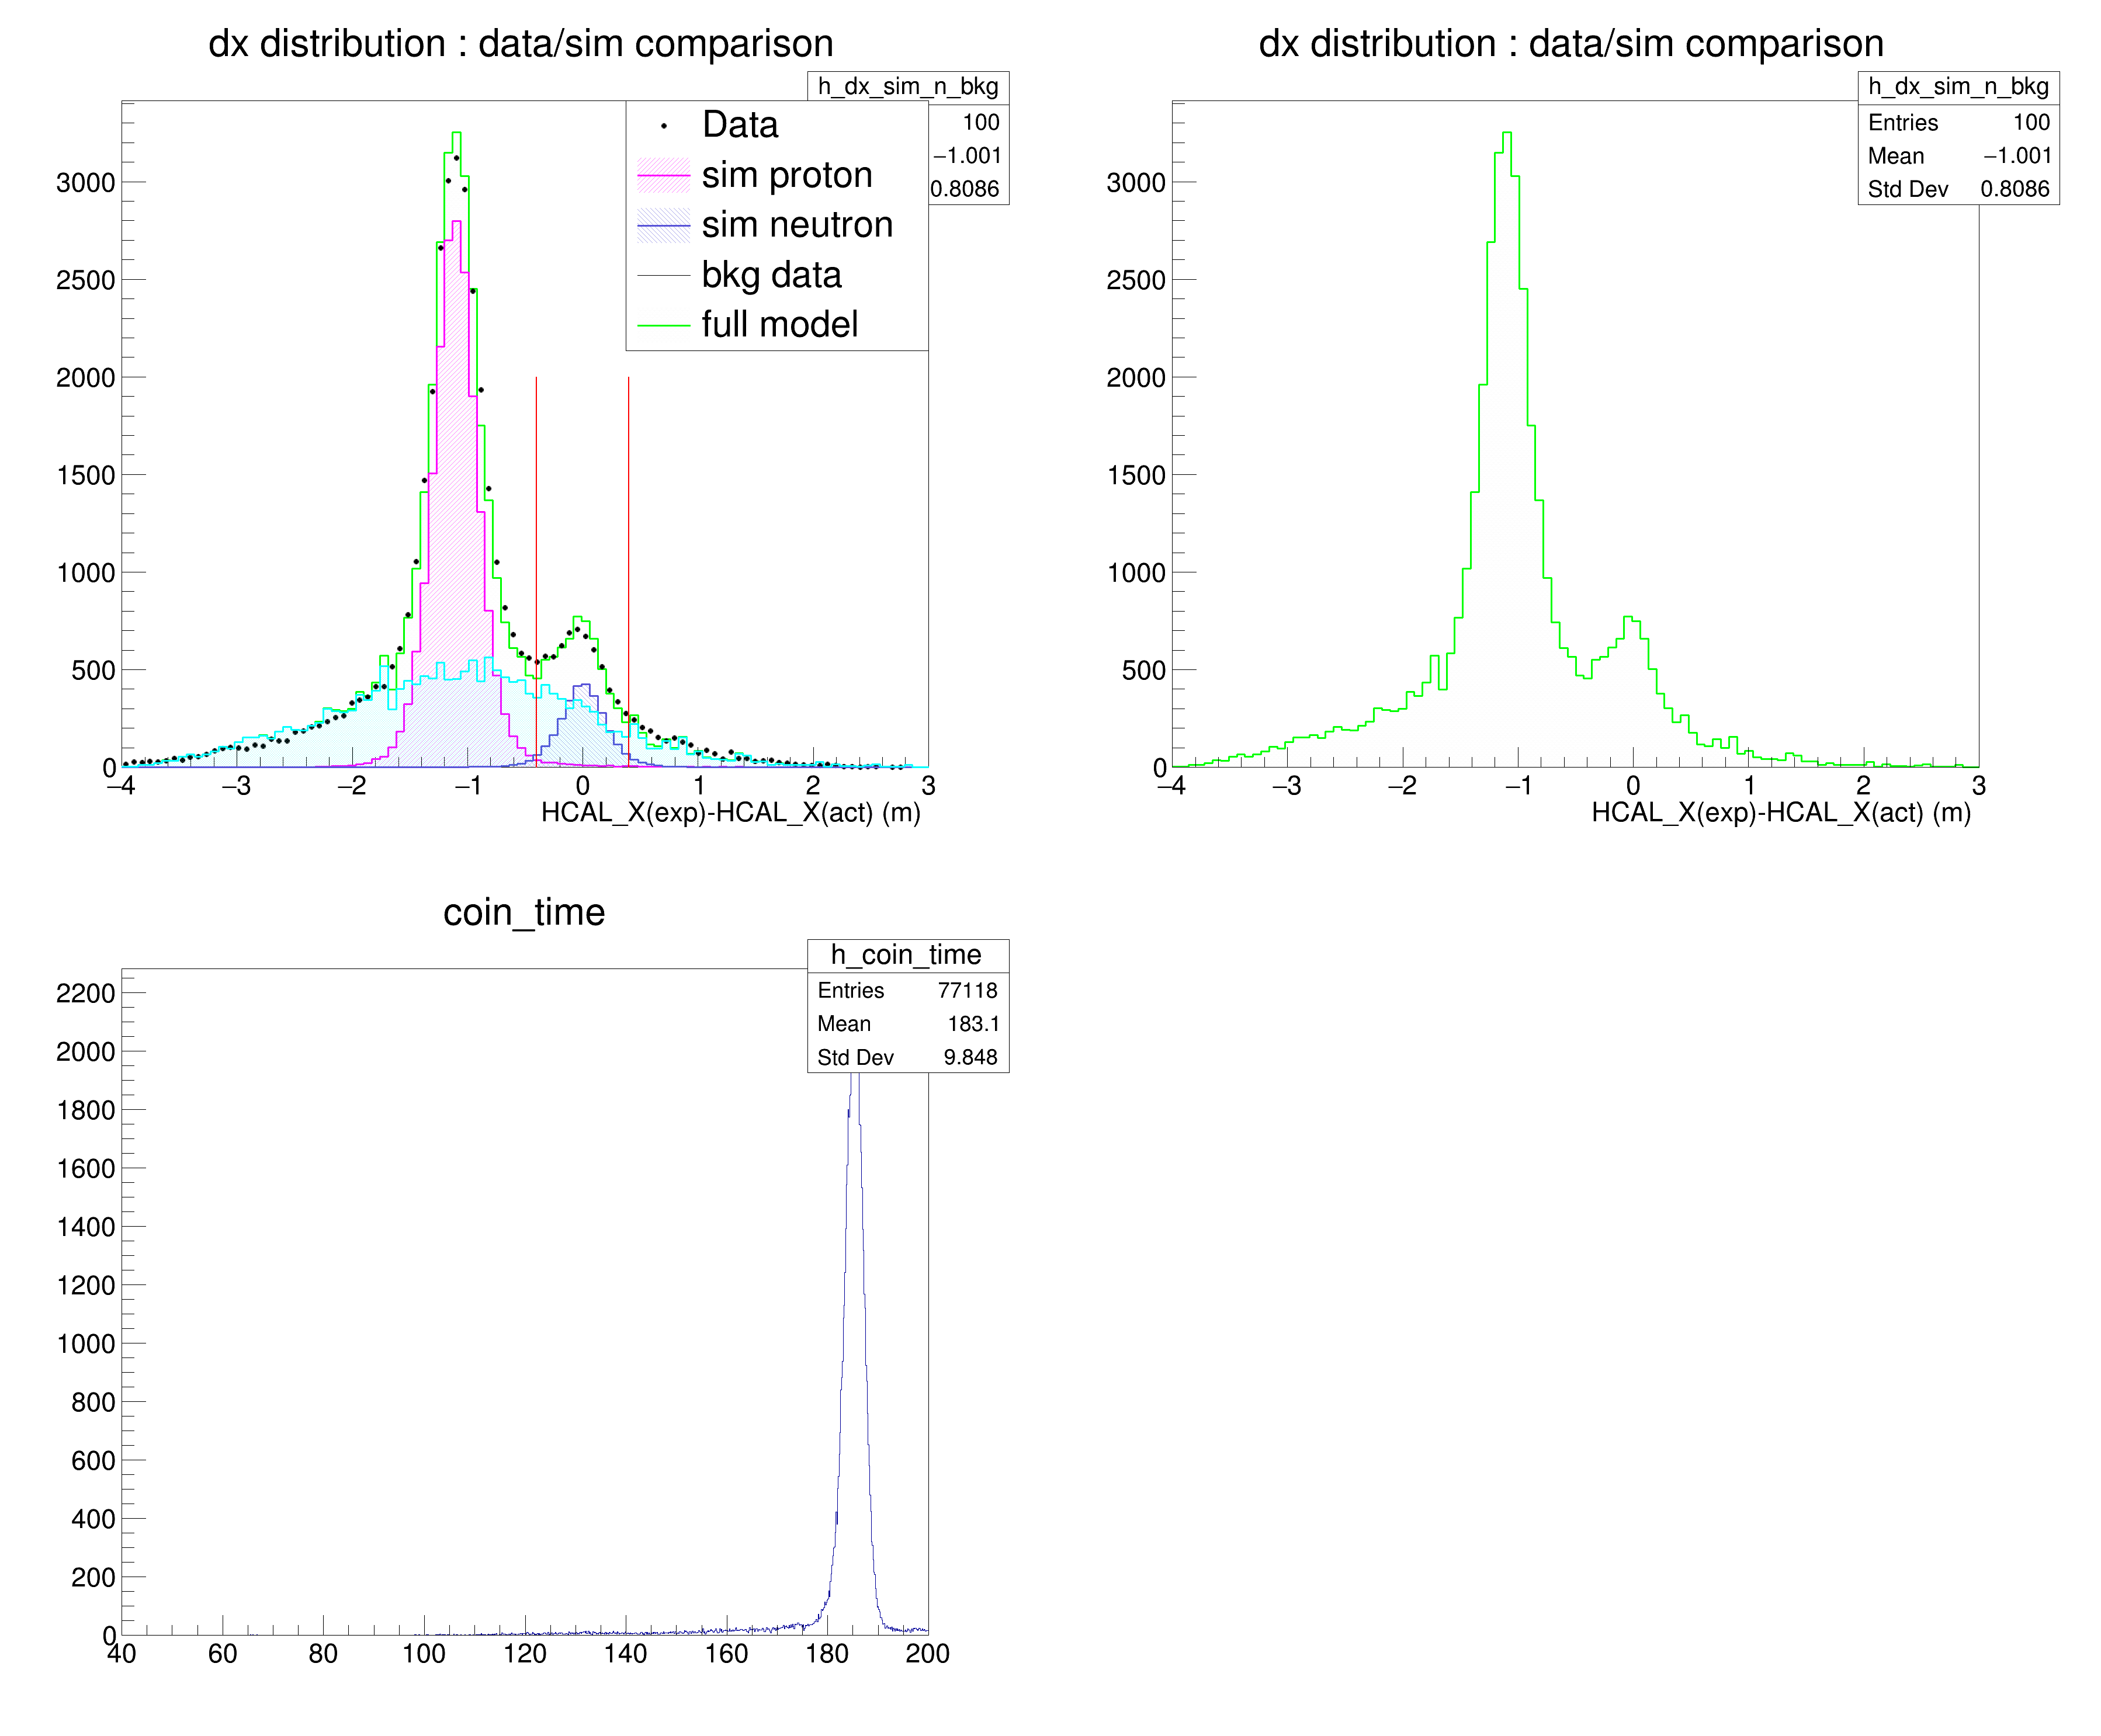 dx distribution : data/sim comparison
h_dx_sim_n_bkg
100
−1.001
0.8086
Data
sim proton
sim neutron
bkg data
full model
3000
2500
2000
1500
1000
500
0
−4 −3 −2 −1 0 1 2 3
HCAL_X(exp)-HCAL_X(act) (m)
dx distribution : data/sim comparison
h_dx_sim_n_bkg
Entries 100
Mean −1.001
Std Dev 0.8086
3000
2500
2000
1500
1000
500
0
−4 −3 −2 −1 0 1 2 3
HCAL_X(exp)-HCAL_X(act) (m)
coin_time
h_coin_time
Entries 77118
Mean 183.1
Std Dev 9.848
2200
2000
1800
1600
1400
1200
1000
800
600
400
200
0
40 60 80 100 120 140 160 180 200